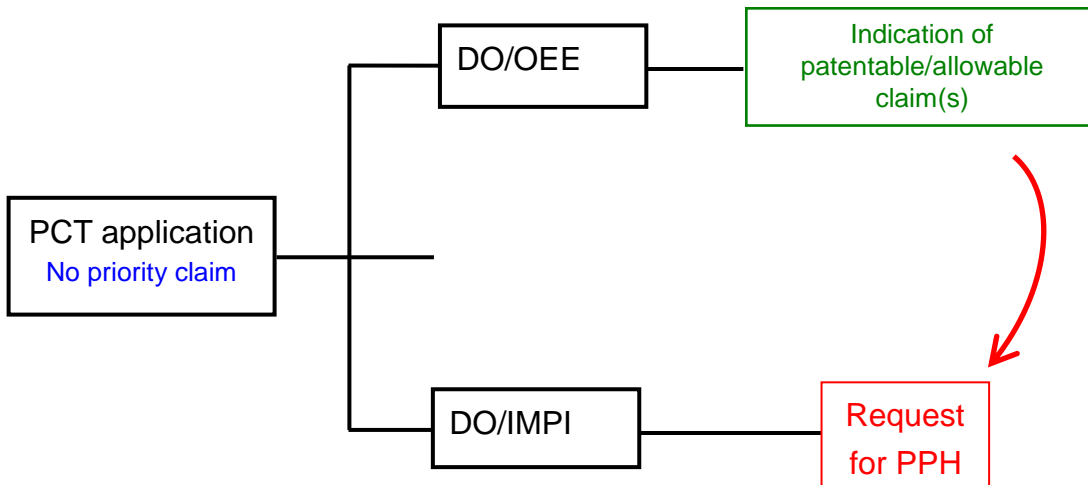 DO/OEE
Indication of
patentable/allowable
claim(s)
PCT application
No priority claim
DO/IMPI
Request
for PPH